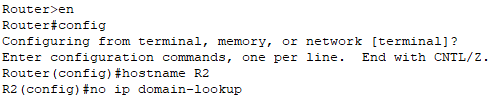 Router>en
Router#config
Configuring from terminal, memory, or network [terminal]?
Enter configuration commands, one per line.  End with CNTL/Z.
Router(config)#hostname R2
R2(config)#no ip domain-lookup